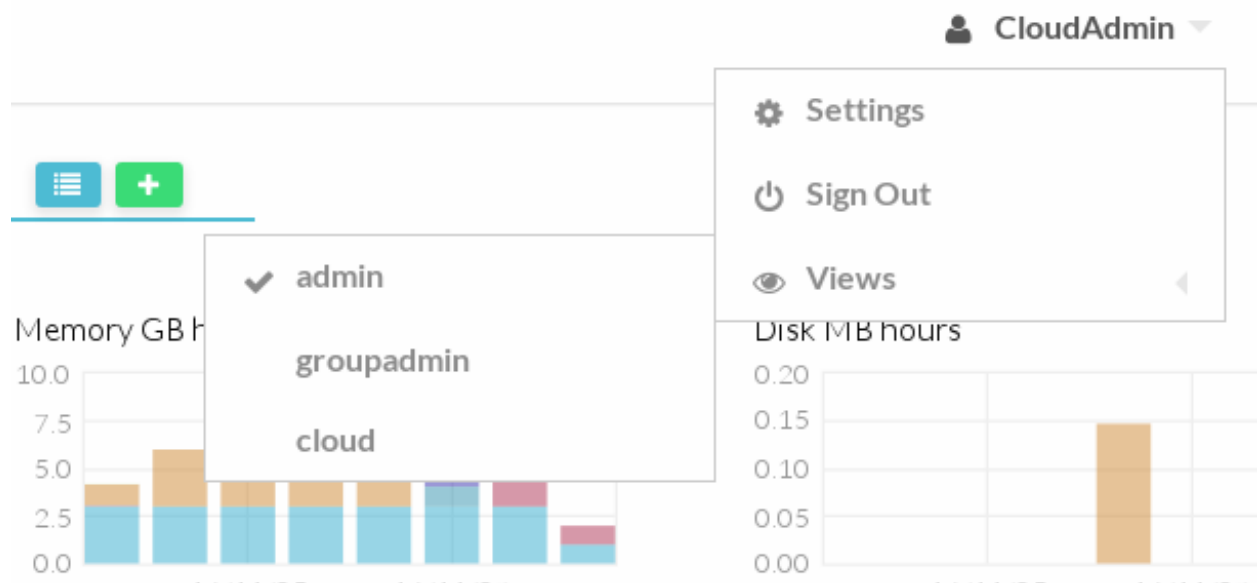 CloudAdmin
Settings
Sign Out
Views
admin
groupadmin
cloud
Memory GB h
10.0
7.5
5.0
2.5
0.0
Disk MB hours
0.20
0.15
0.10
0.05
0.00